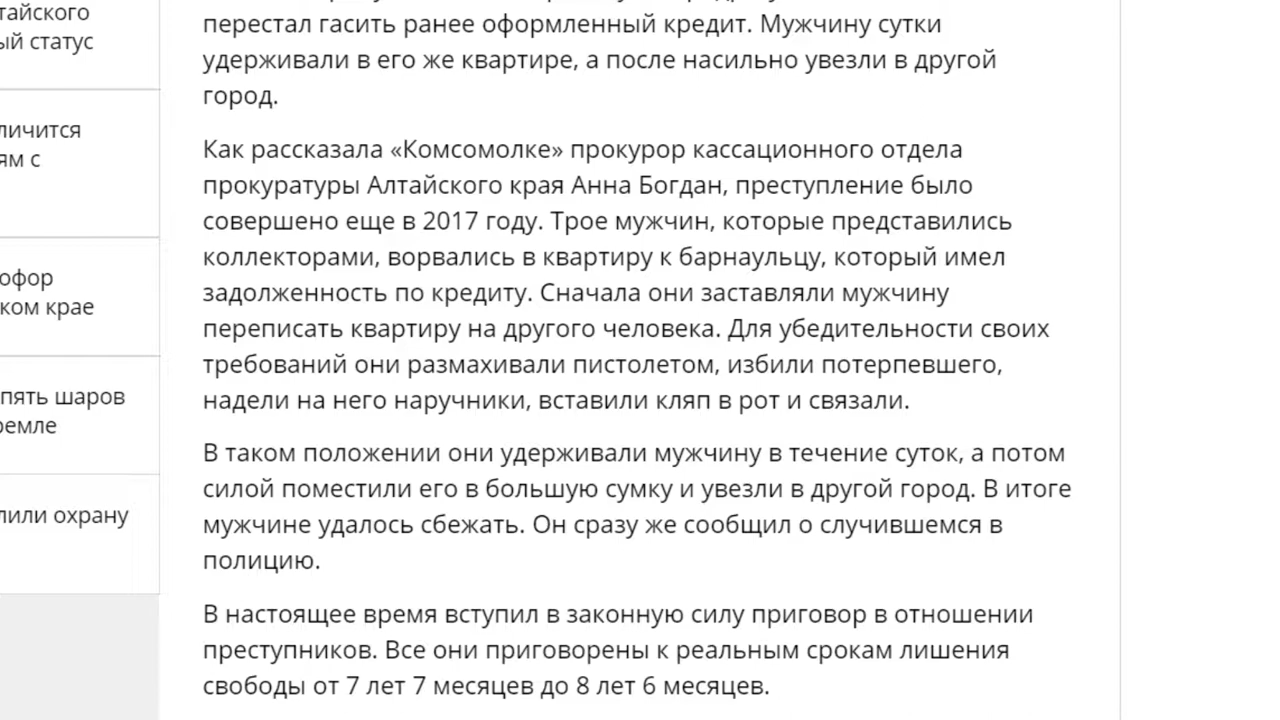 тайского
ый статус
личится
ям с
офор
ком крае
пять шаров
ремле
лили охрану
перестал гасить ранее оформленный кредит. Мужчину сутки
удерживали в его же квартире, а после насильно увезли в другой
город.
Как рассказала «Комсомолке» прокурор кассационного отдела
прокуратуры Алтайского края Анна Богдан, преступление было
совершено еще в 2017 году. Трое мужчин, которые представились
коллекторами, ворвались в квартиру к барнаульцу, который имел
задолженность по кредиту. Сначала они заставляли мужчину
переписать квартиру на другого человека. Для убедительности своих
требований они размахивали пистолетом, избили потерпевшего,
надели на него наручники, вставили кляп в рот и связали.
В таком положении они удерживали мужчину в течение суток, а потом
силой поместили его в большую сумку и увезли в другой город. В итоге
мужчине удалось сбежать. Он сразу же сообщил о случившемся в
полицию.
В настоящее время вступил в законную силу приговор в отношении
преступников. Все они приговорены к реальным срокам лишения
свободы от 7 лет 7 месяцев до 8 лет 6 месяцев.